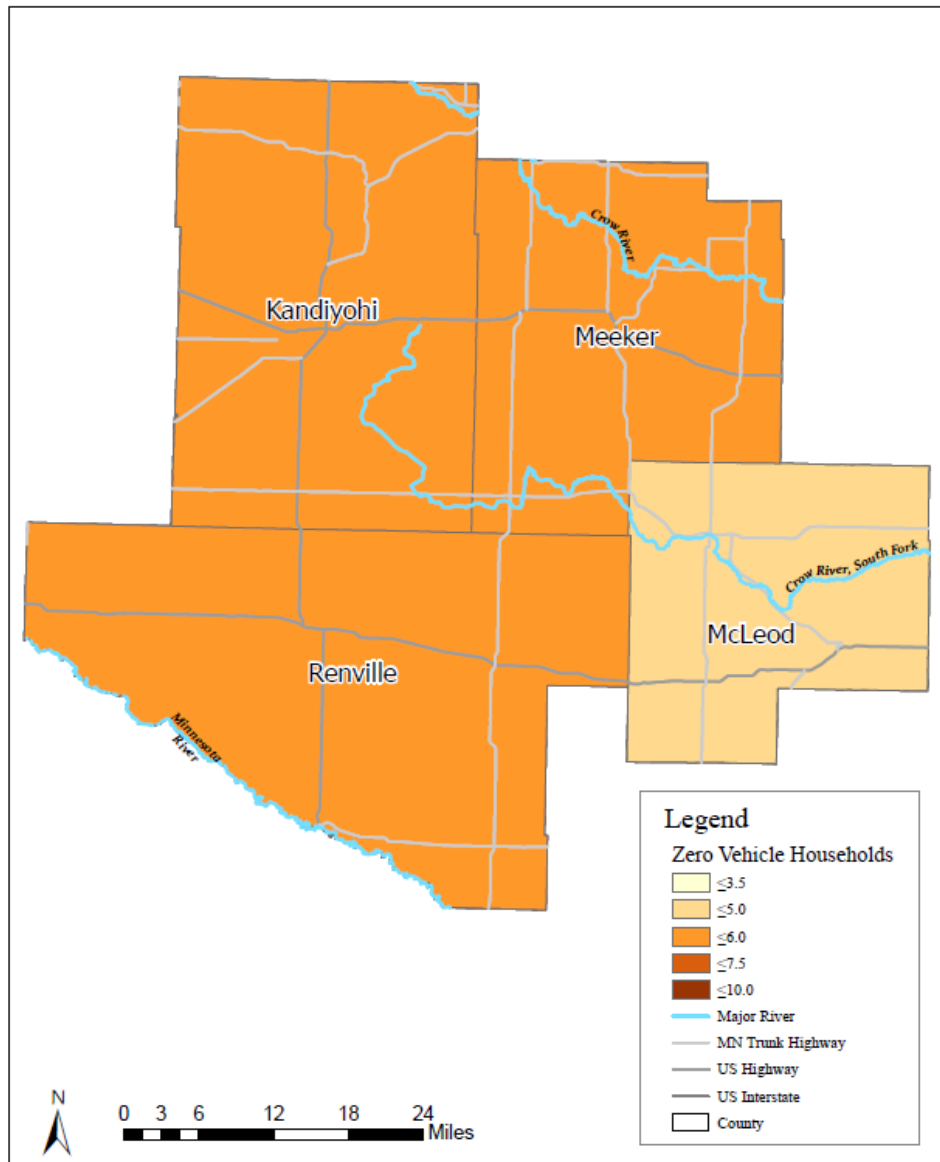 Crow River
Kandiyohi
Meeker
Crow River, South Fork
McLeod
Renville
Minnesota
River
Legend
Zero Vehicle Households
≤3.5
≤5.0
≤6.0
≤7.5
≤10.0
Major River
MN Trunk Highway
US Highway
US Interstate
County
N
0 3 6 12 18 24
Miles